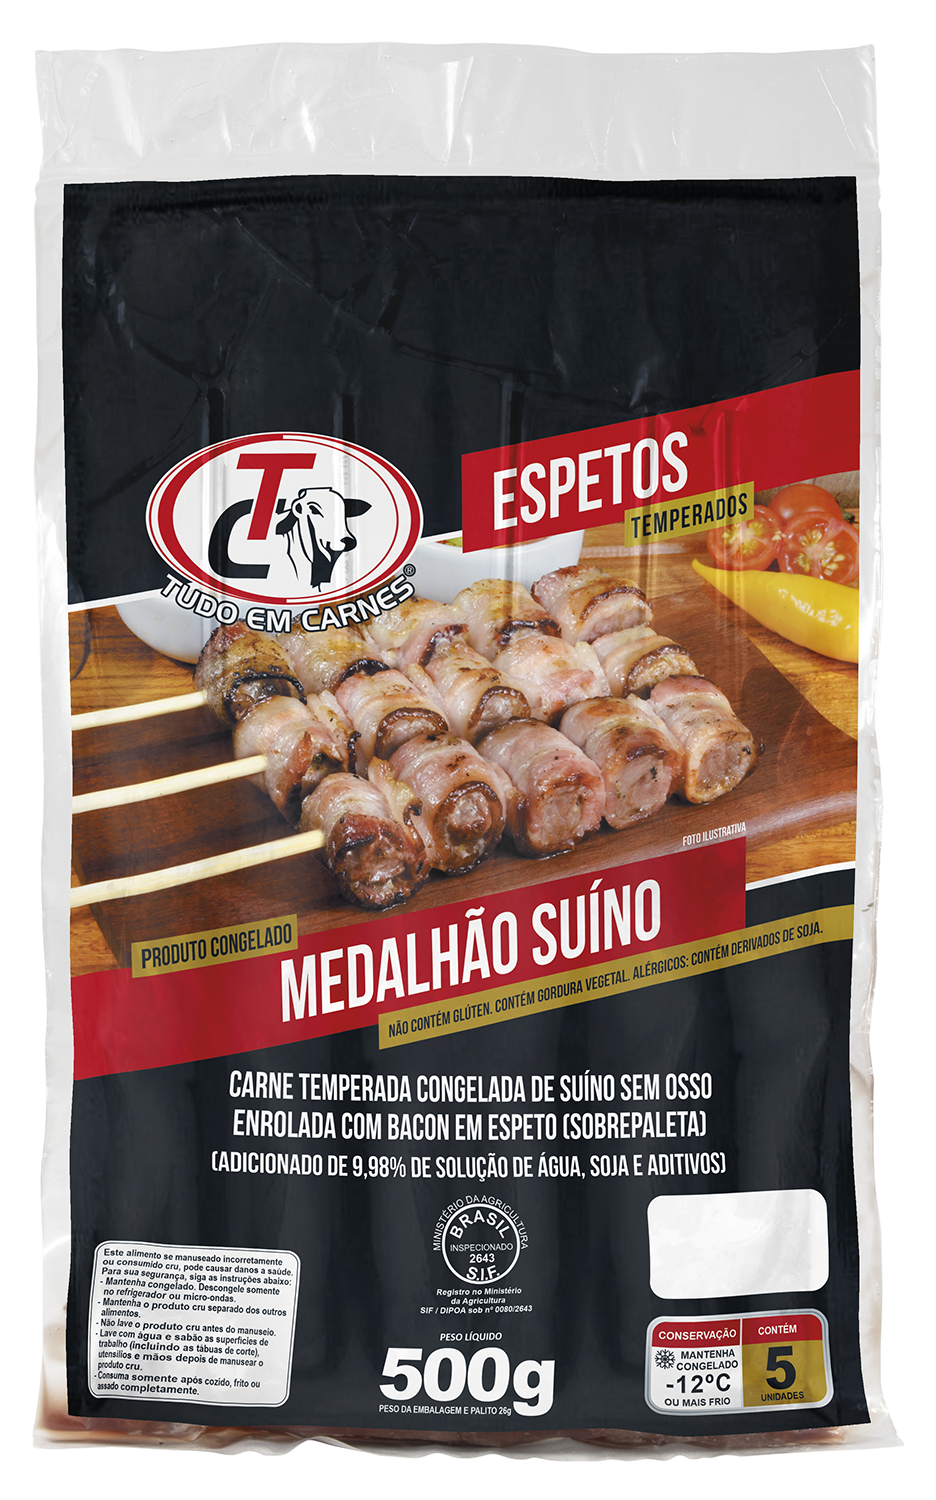 ESPETOS
TEMPERADOS
TC
TUDO EM CARNES®
FOTO ILUSTRATIVA
PRODUTO CONGELADO
MEDALHÃO SUÍNO
NÃO CONTÉM GLÚTEN. CONTÉM GORDURA VEGETAL. ALÉRGICOS: CONTÉM DERIVADOS DE SOJA.
CARNE TEMPERADA CONGELADA DE SUÍNO SEM OSSO
ENROLADA COM BACON EM ESPETO (SOBREPALETA)
(ADICIONADO DE 9,98% DE SOLUÇÃO DE ÁGUA, SOJA E ADITIVOS)
MINISTÉRIO DA AGRICULTURA
BRASIL
INSPECIONADO
2643
S.I.F.
Registro no Ministério
da Agricultura
SIF / DIPOA sob nº 0080/2643
Este alimento se manuseado incorretamente
ou consumido cru, pode causar danos a saúde.
Para sua segurança, siga as instruções abaixo:
- Mantenha congelado. Descongele somente
no refrigerador ou micro-ondas.
- Mantenha o produto cru separado dos outros
alimentos.
- Não lave o produto cru antes do manuseio.
- Lave com água e sabão as superfícies de
trabalho (incluindo as tábuas de corte),
utensílios e mãos depois de manusear o
produto cru.
- Consuma somente após cozido, frito ou
assado completamente.
PESO LÍQUIDO
500g
PESO DA EMBALAGEM E PALITO 26g
CONSERVAÇÃO
MANTENHA
CONGELADO
-12ºC
OU MAIS FRIO
CONTÉM
5
UNIDADES